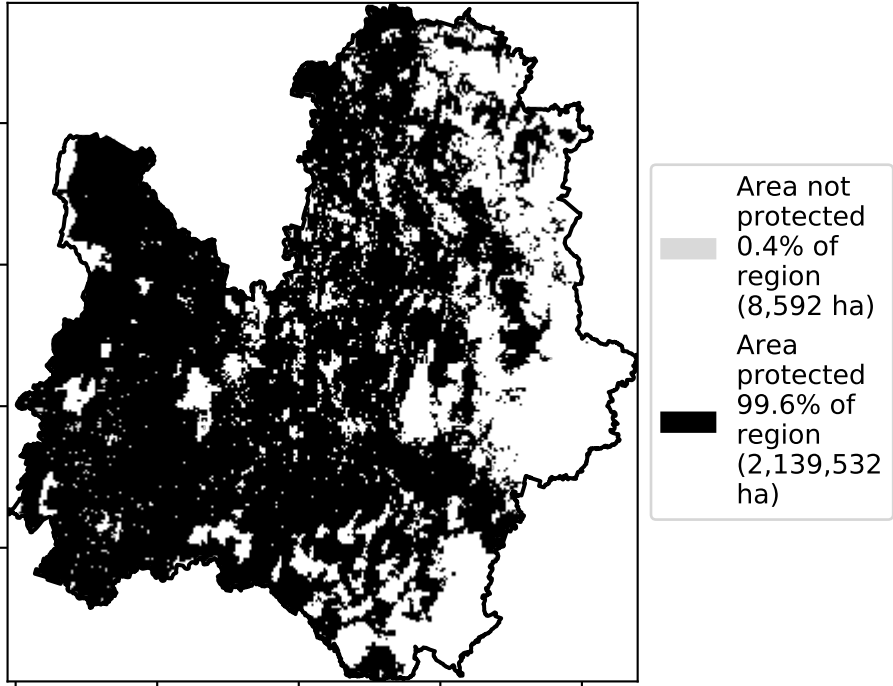 Area not
protected
0.4% of
region
(8,592 ha)
Area
protected
99.6% of
region
(2,139,532
ha)